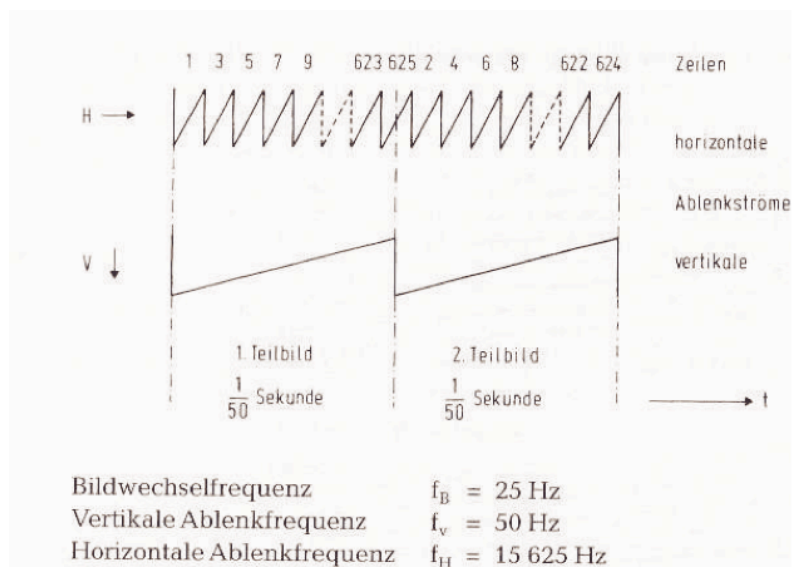 1 3 5 7 9 623 625 2 4 6 8 622 624 Zeilen
H
horizontale
Ablenkströme
V
vertikale
1. Teilbild 2. Teilbild
1/50 Sekunde 1/50 Sekunde
t
Bildwechselfrequenz f_B = 25 Hz
Vertikale Ablenkfrequenz f_v = 50 Hz
Horizontale Ablenkfrequenz f_H = 15 625 Hz